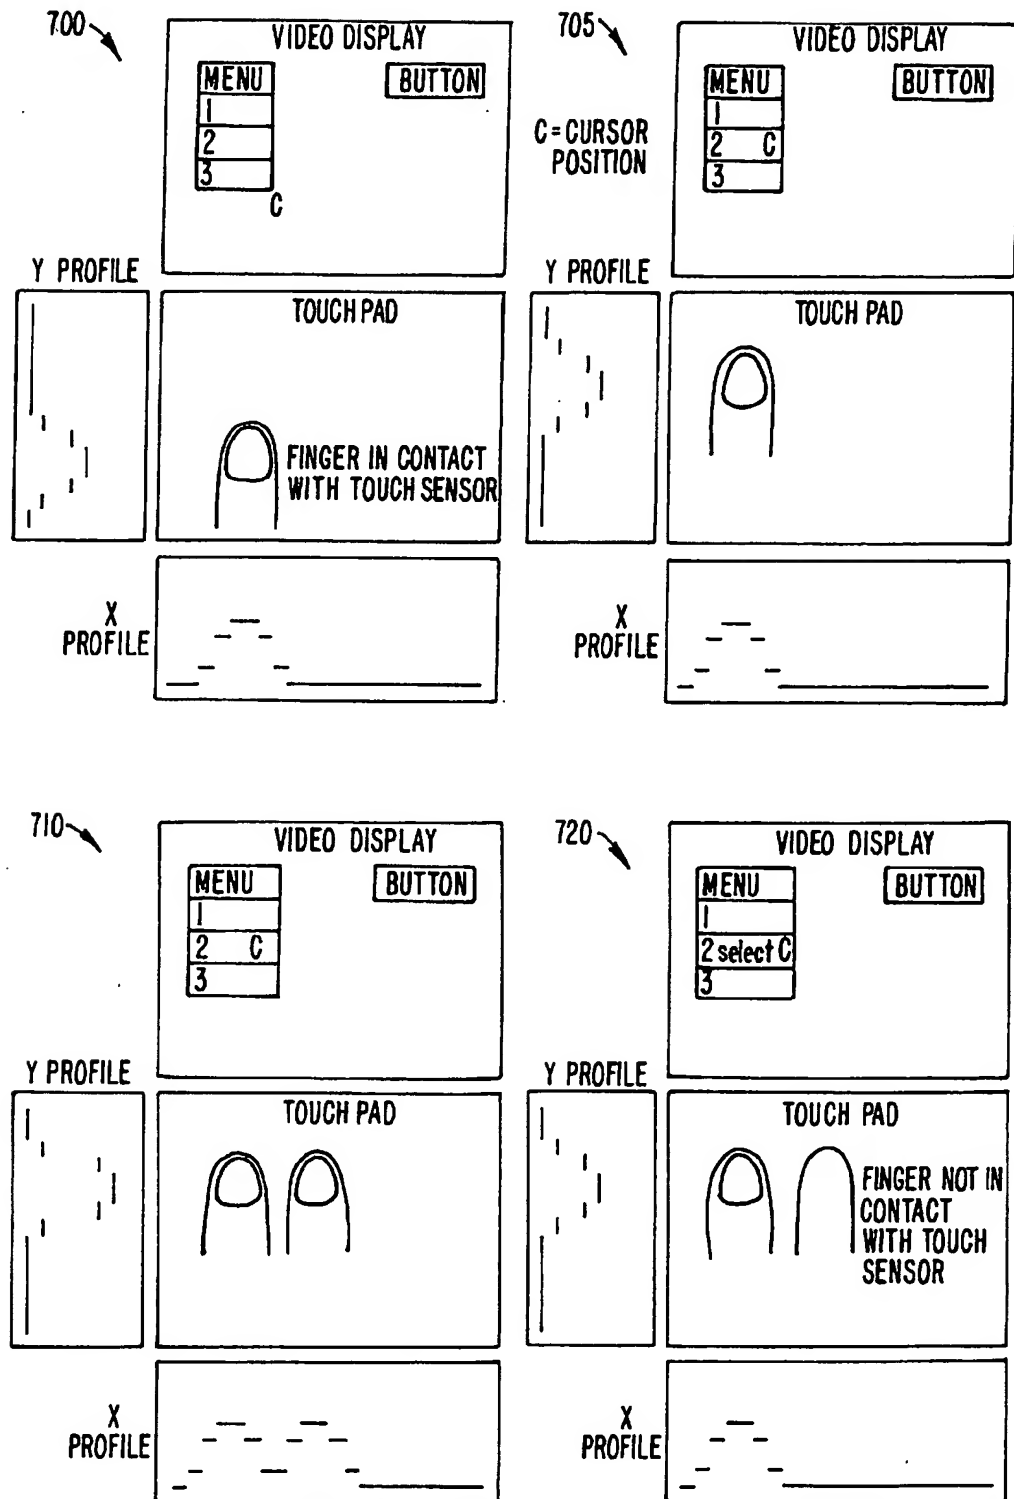 700
VIDEO DISPLAY
MENU
BUTTON
1
2
3
C
Y PROFILE
TOUCH PAD
FINGER IN CONTACT
WITH TOUCH SENSOR
X
PROFILE
705
VIDEO DISPLAY
MENU
BUTTON
1
2 C
3
C=CURSOR
POSITION
Y PROFILE
TOUCH PAD
X
PROFILE
710
VIDEO DISPLAY
MENU
BUTTON
1
2 C
3
Y PROFILE
TOUCH PAD
X
PROFILE
720
VIDEO DISPLAY
MENU
BUTTON
1
2 select C
3
Y PROFILE
TOUCH PAD
FINGER NOT IN
CONTACT
WITH TOUCH
SENSOR
X
PROFILE